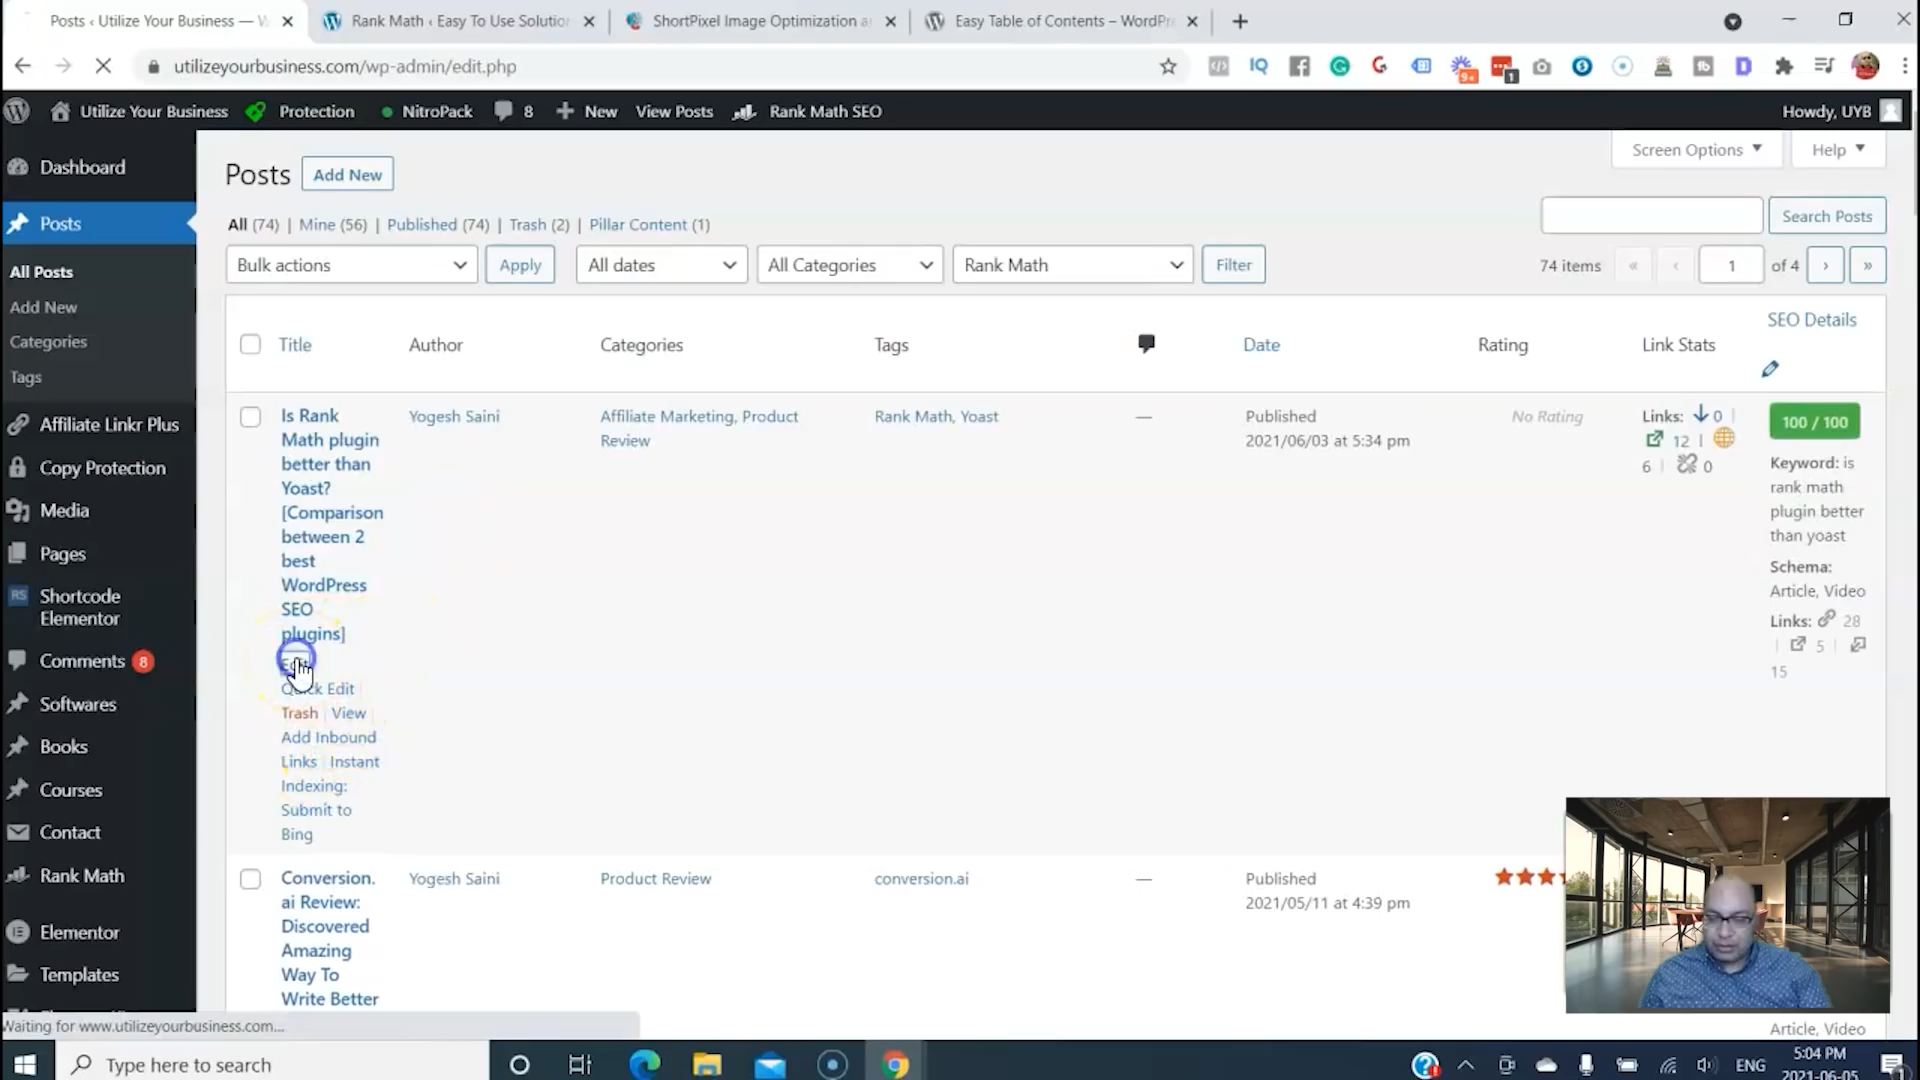 Posts ‹ Utilize Your Business — W
Rank Math ‹ Easy To Use Solutio
ShortPixel Image Optimization a
Easy Table of Contents – WordPr
utilizeyourbusiness.com/wp-admin/edit.php
Utilize Your Business
Protection
NitroPack
8
New
View Posts
Rank Math SEO
Howdy, UYB
Dashboard
Posts
All Posts
Add New
Categories
Tags
Affiliate Linkr Plus
Copy Protection
Media
Pages
RS
Shortcode
Elementor
Comments 8
Softwares
Books
Courses
Contact
Rank Math
Elementor
Templates
Posts Add New
Screen Options
Help
All (74) | Mine (56) | Published (74) | Trash (2) | Pillar Content (1)
Search Posts
Bulk actions
Apply
All dates
All Categories
Rank Math
Filter
74 items « ‹ 1 of 4 › »
Title
Author
Categories
Tags
Date
Rating
Link Stats
SEO Details
Is Rank
Math plugin
better than
Yoast?
[Comparison
between 2
best
WordPress
SEO
plugins]
Edit
Quick Edit |
Trash | View
Add Inbound
Links | Instant
Indexing:
Submit to
Bing
Yogesh Saini
Affiliate Marketing, Product
Review
Rank Math, Yoast
—
Published
2021/06/03 at 5:34 pm
No Rating
Links: 0 |
12 |
6 | 0
100 / 100
Keyword: is
rank math
plugin better
than yoast
Schema:
Article, Video
Links: 28
| 5 |
15
Conversion.
ai Review:
Discovered
Amazing
Way To
Write Better
Yogesh Saini
Product Review
conversion.ai
—
Published
2021/05/11 at 4:39 pm
Article, Video
Waiting for www.utilizeyourbusiness.com...
Type here to search
ENG
5:04 PM
2021-06-05